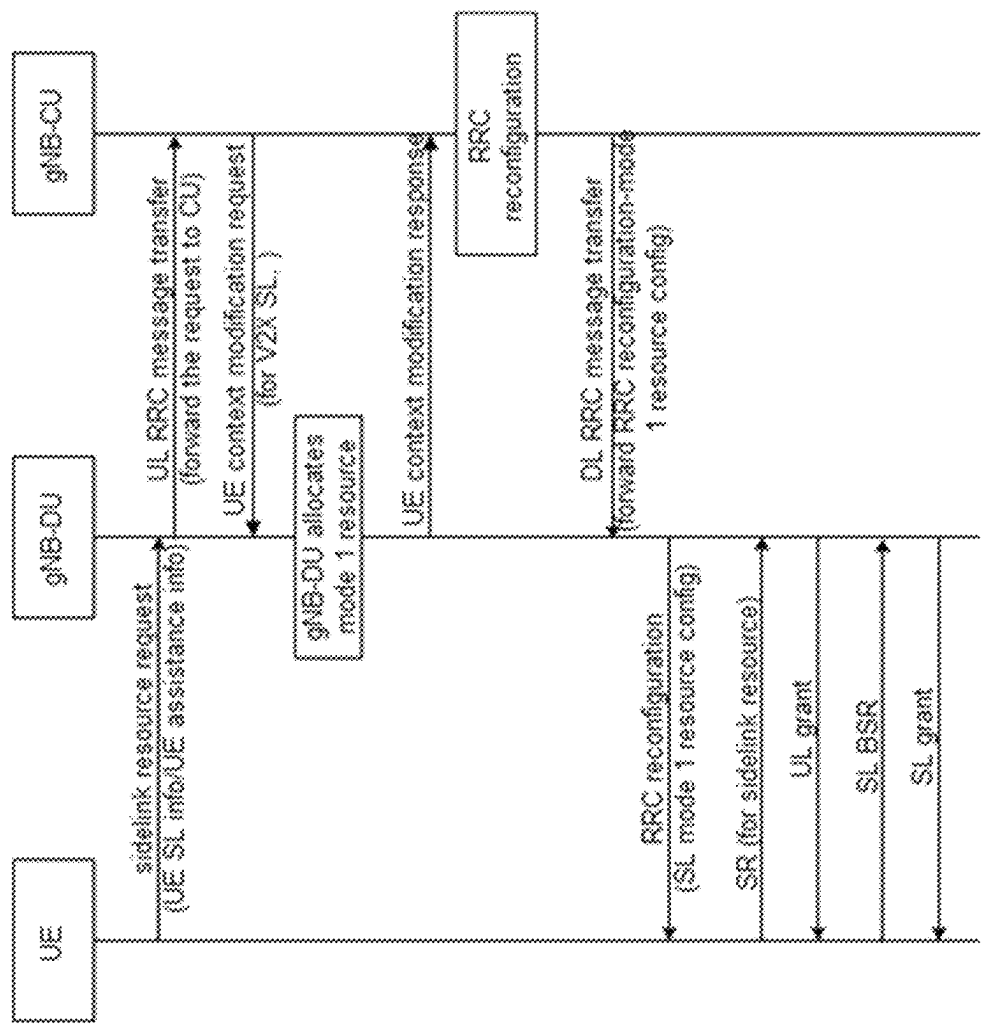 UE
gNB-DU
gNB-CU
sidelink resource request
(UE SL info/UE assistance info)
UL RRC message transfer
(forward the request to CU)
UE context modification request
(for V2X SL, )
gNB-DU allocates
mode 1 resource
UE context modification response
RRC
reconfiguration
DL RRC message transfer
(forward RRC reconfiguration-mode
1 resource config)
RRC reconfiguration
(SL mode 1 resource config)
SR (for sidelink resource)
UL grant
SL BSR
SL grant